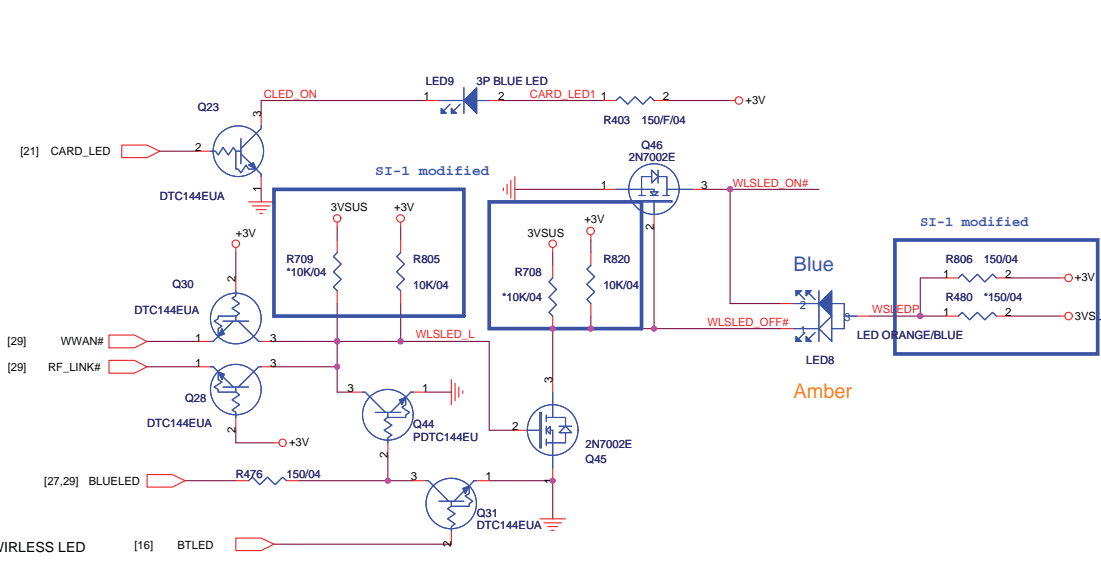 LED9 3P BLUE LED
Q23 CLED_ON 1 2 CARD_LED1 1 2 +3V
3 R403 150/F/04
[21] CARD_LED 2
Q46
2N7002E
SI-1 modified
1 3 WLSLED_ON#
DTC144EUA 1
3VSUS +3V
2
SI-1 modified
+3V
3VSUS +3V
R709 R805
*10K/04 10K/04
R708 R820
*10K/04 10K/04
Blue
R806 150/04
1 2 +3V
R480 *150/04
1 2 3VS
Q30 2
DTC144EUA
2 WSLEDP
3
WLSLED_OFF# 1 LED ORANGE/BLUE
LED8
[29] WWAN# 1 3 WLSLED_L
[29] RF_LINK# 1 3
Amber
Q28
DTC144EUA
2 +3V
3 1
Q44
PDTC144EU
2
3
2 2N7002E
Q45
1
[27,29] BLUELED R476 150/04 3 1
Q31
DTC144EUA
2
IRLESS LED [16] BTLED